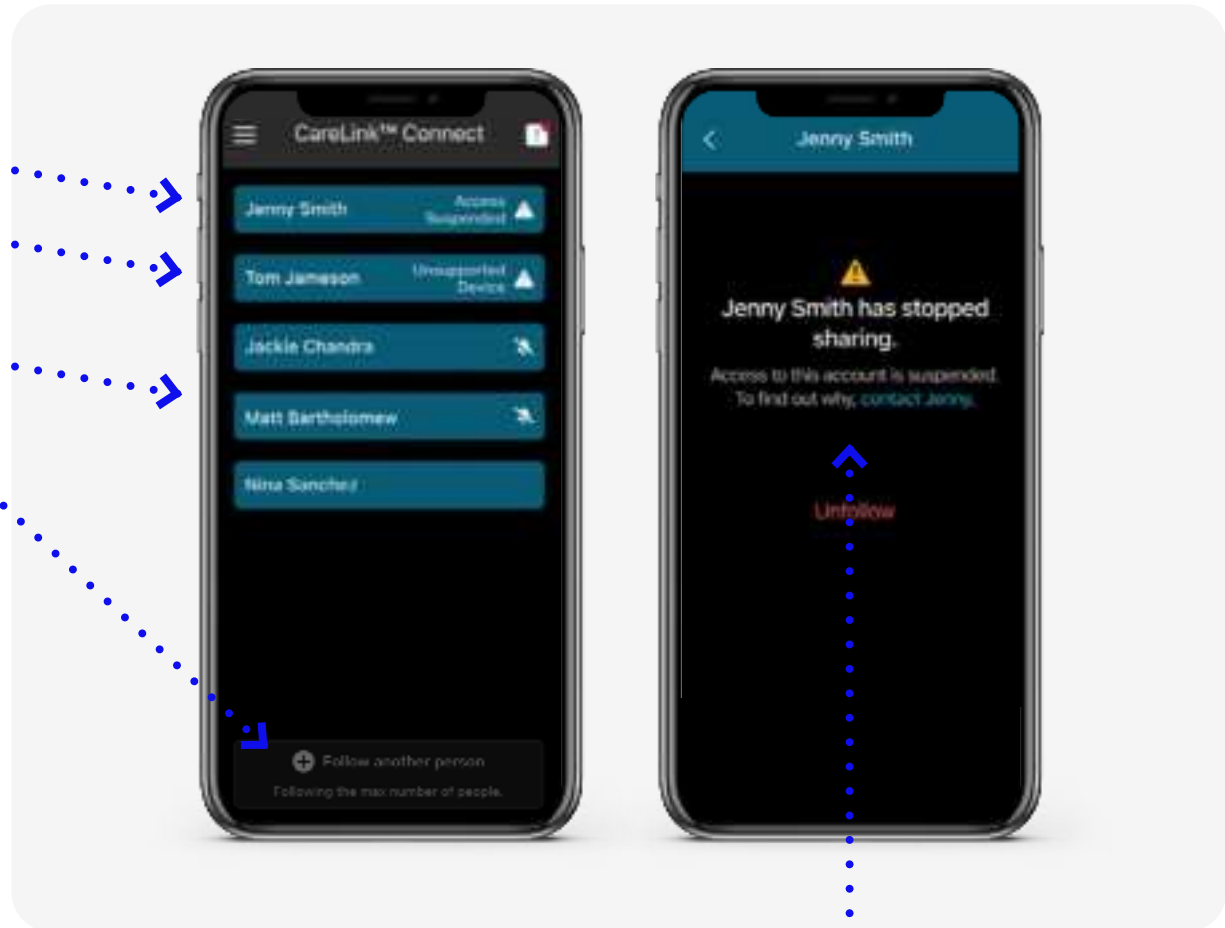 CareLink™ Connect
Jenny Smith
Access
Suspended
Tom Jameson
Unsupported
Device
Jackie Chandra
Matt Bartholomew
Nina Sanchez
Follow another person
Following the max number of people.
Jenny Smith
Jenny Smith has stopped
sharing.
Access to this account is suspended.
To find out why, contact Jenny.
Unfollow